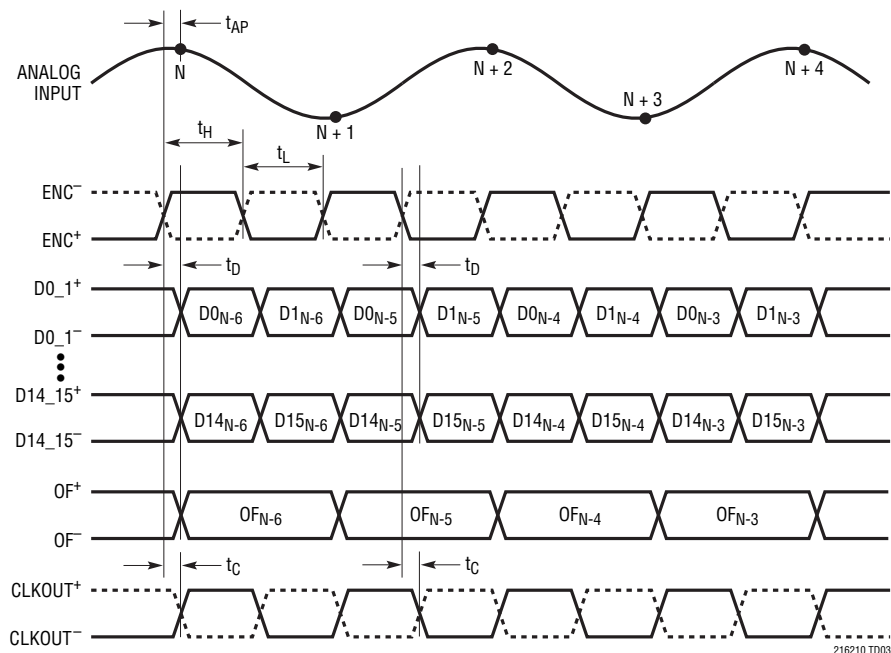 t_AP
ANALOG
INPUT
N
N + 1
N + 2
N + 3
N + 4
t_H
t_L
ENC⁻
ENC⁺
t_D
t_D
D0_1⁺
D0_1⁻
D0_N-6 D1_N-6 D0_N-5 D1_N-5 D0_N-4 D1_N-4 D0_N-3 D1_N-3
D14_15⁺
D14_15⁻
D14_N-6 D15_N-6 D14_N-5 D15_N-5 D14_N-4 D15_N-4 D14_N-3 D15_N-3
OF⁺
OF⁻
OF_N-6 OF_N-5 OF_N-4 OF_N-3
t_C
t_C
CLKOUT⁺
CLKOUT⁻
216210 TD03